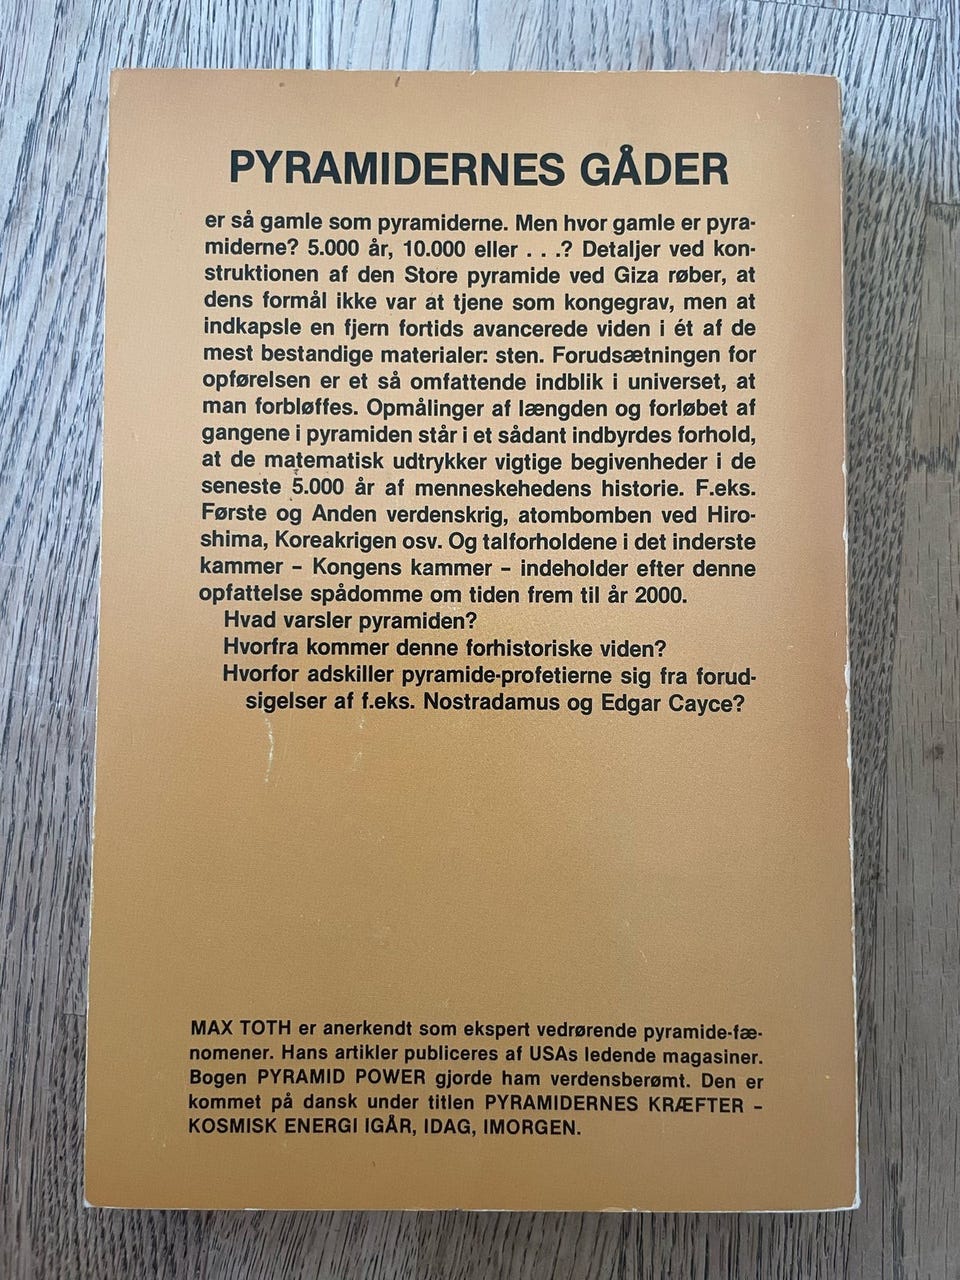 PYRAMIDERNES GÅDER
er så gamle som pyramiderne. Men hvor gamle er pyra-
miderne? 5.000 år, 10.000 eller . . .? Detaljer ved kon-
struktionen af den Store pyramide ved Giza røber, at
dens formål ikke var at tjene som kongegrav, men at
indkapsle en fjern fortids avancerede viden i ét af de
mest bestandige materialer: sten. Forudsætningen for
opførelsen er et så omfattende indblik i universet, at
man forbløffes. Opmålinger af længden og forløbet af
gangene i pyramiden står i et sådant indbyrdes forhold,
at de matematisk udtrykker vigtige begivenheder i de
seneste 5.000 år af menneskehedens historie. F.eks.
Første og Anden verdenskrig, atombomben ved Hiro-
shima, Koreakrigen osv. Og talforholdene i det inderste
kammer – Kongens kammer – indeholder efter denne
opfattelse spådomme om tiden frem til år 2000.
Hvad varsler pyramiden?
Hvorfra kommer denne forhistoriske viden?
Hvorfor adskiller pyramide-profetierne sig fra forud-
sigelser af f.eks. Nostradamus og Edgar Cayce?
MAX TOTH er anerkendt som ekspert vedrørende pyramide-fæ-
nomener. Hans artikler publiceres af USAs ledende magasiner.
Bogen PYRAMID POWER gjorde ham verdensberømt. Den er
kommet på dansk under titlen PYRAMIDERNES KRÆFTER –
KOSMISK ENERGI IGÅR, IDAG, IMORGEN.